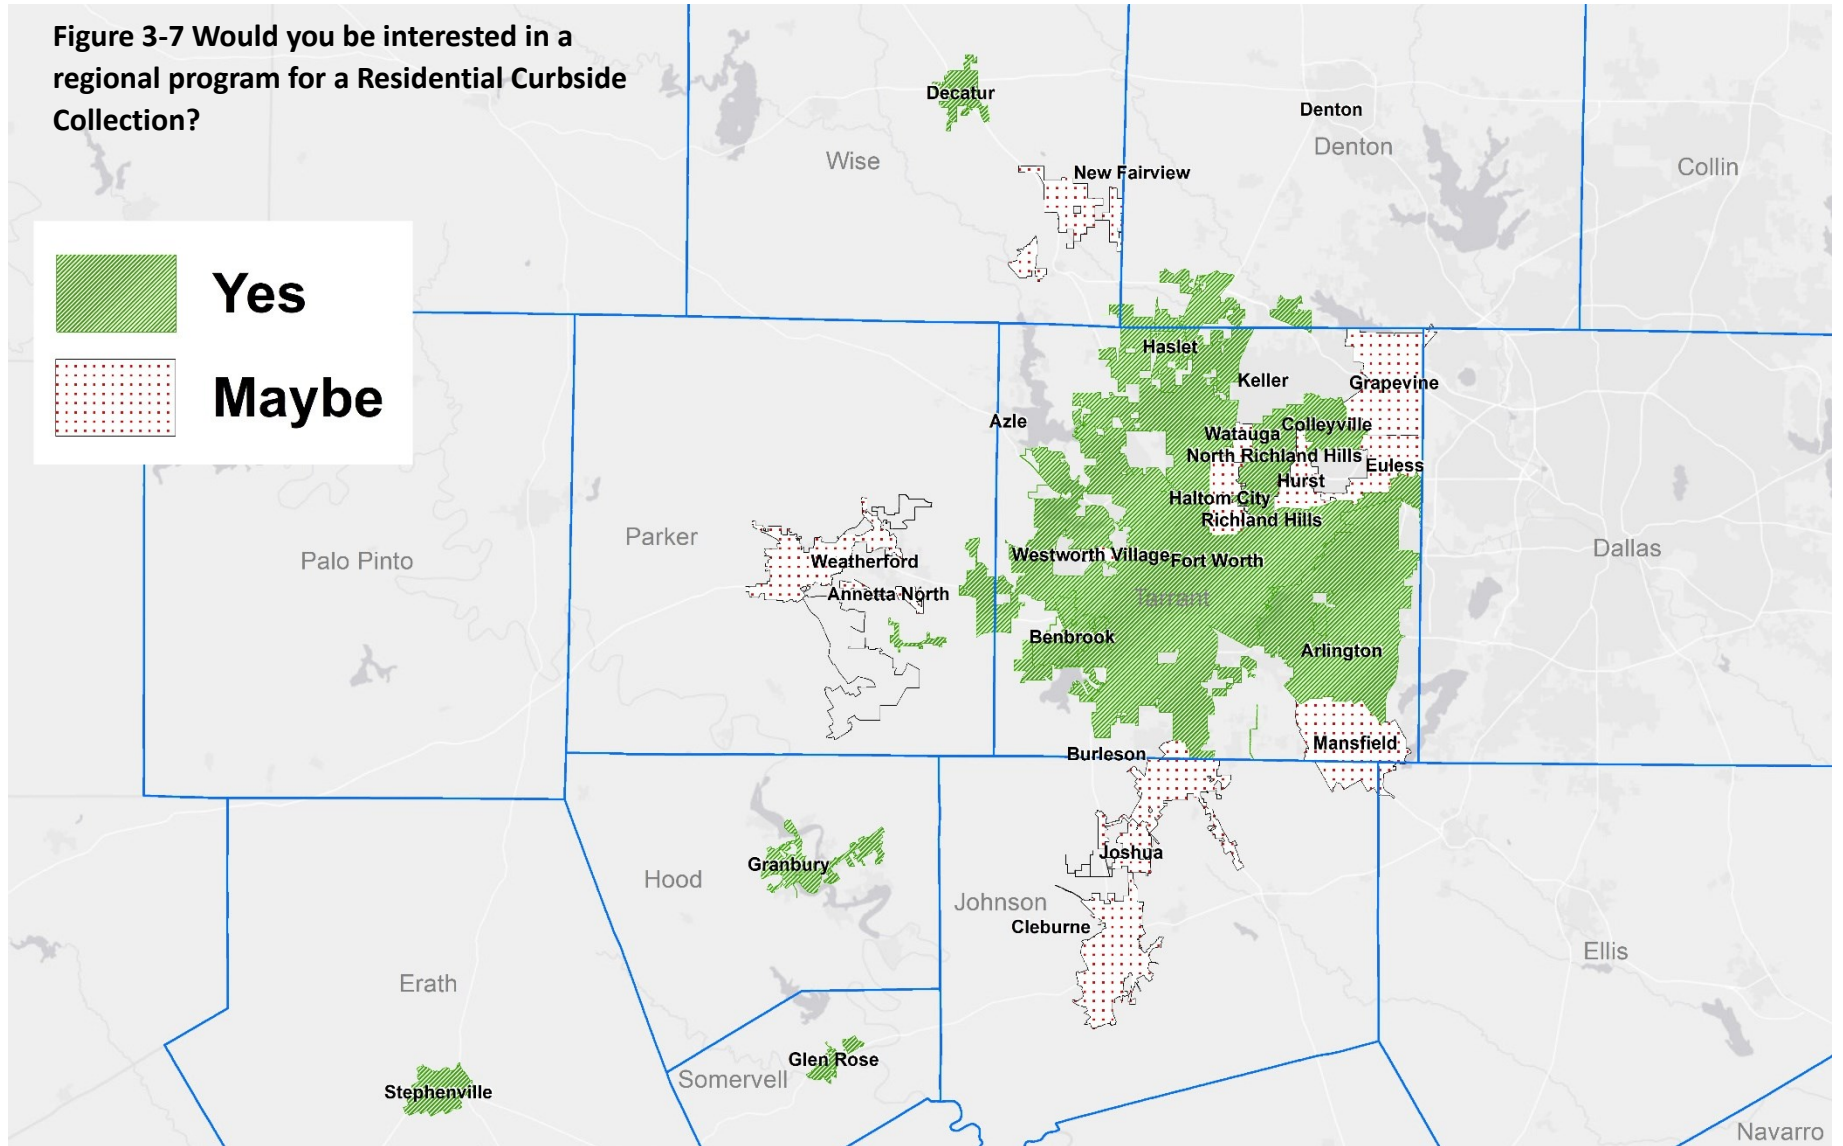 Figure 3-7 Would you be interested in a
regional program for a Residential Curbside
Collection?
Yes
Maybe
Decatur
Denton
Denton
Wise
Collin
New Fairview
Haslet
Keller
Grapevine
Azle
Watauga
Colleyville
North Richland Hills
Euless
Hurst
Haltom City
Richland Hills
Parker
Palo Pinto
Weatherford
Westworth Village
Fort Worth
Dallas
Annetta North
Tarrant
Benbrook
Arlington
Burleson
Mansfield
Granbury
Joshua
Hood
Johnson
Cleburne
Ellis
Erath
Glen Rose
Somervell
Stephenville
Navarro